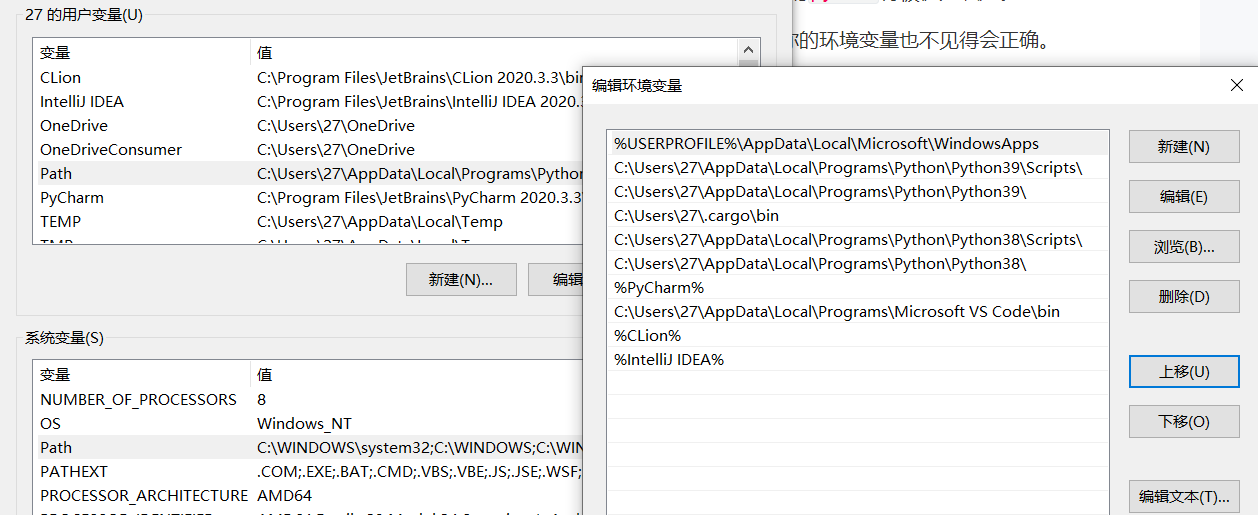 27 的用户变量(U)
变量 值
CLion C:\Program Files\JetBrains\CLion 2020.3.3\bin
IntelliJ IDEA C:\Program Files\JetBrains\IntelliJ IDEA 2020.
OneDrive C:\Users\27\OneDrive
OneDriveConsumer C:\Users\27\OneDrive
Path C:\Users\27\AppData\Local\Programs\Python
PyCharm C:\Program Files\JetBrains\PyCharm 2020.3.3
TEMP C:\Users\27\AppData\Local\Temp
新建(N)... 编辑
系统变量(S)
变量 值
NUMBER_OF_PROCESSORS 8
OS Windows_NT
Path C:\WINDOWS\system32;C:\WINDOWS;C:\WIN
PATHEXT .COM;.EXE;.BAT;.CMD;.VBS;.VBE;.JS;.JSE;.WSF;
PROCESSOR_ARCHITECTURE AMD64
的环境变量也不见得会正确。
编辑环境变量
%USERPROFILE%\AppData\Local\Microsoft\WindowsApps
C:\Users\27\AppData\Local\Programs\Python\Python39\Scripts\
C:\Users\27\AppData\Local\Programs\Python\Python39\
C:\Users\27\.cargo\bin
C:\Users\27\AppData\Local\Programs\Python\Python38\Scripts\
C:\Users\27\AppData\Local\Programs\Python\Python38\
%PyCharm%
C:\Users\27\AppData\Local\Programs\Microsoft VS Code\bin
%CLion%
%IntelliJ IDEA%
新建(N)
编辑(E)
浏览(B)...
删除(D)
上移(U)
下移(O)
编辑文本(T)...